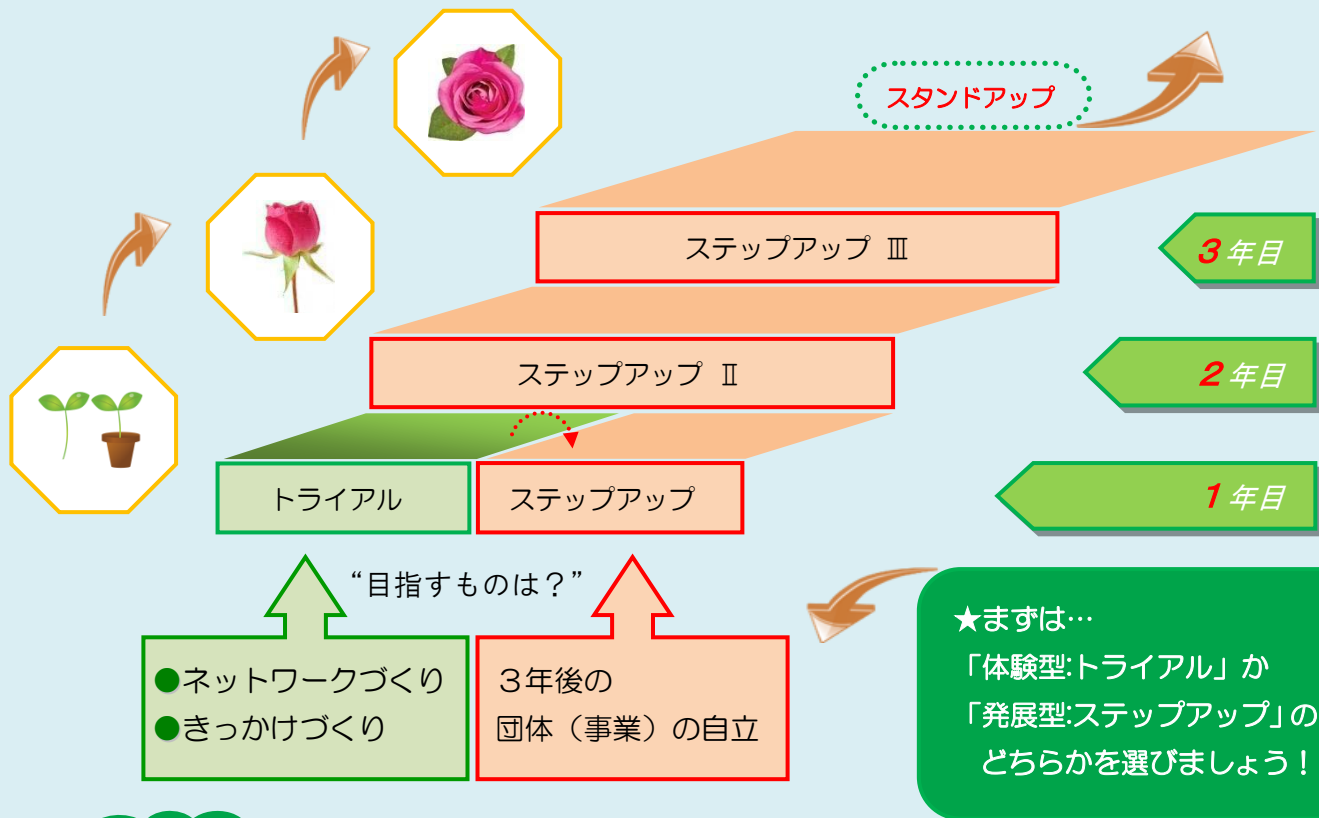 スタンドアップ
ステップアップ Ⅲ
3年目
ステップアップ Ⅱ
2年目
トライアル
ステップアップ
1年目
“目指すものは？”
●ネットワークづくり
●きっかけづくり
３年後の
団体（事業）の自立
★まずは…
「体験型:トライアル」か
「発展型:ステップアップ」の
どちらかを選びましょう！